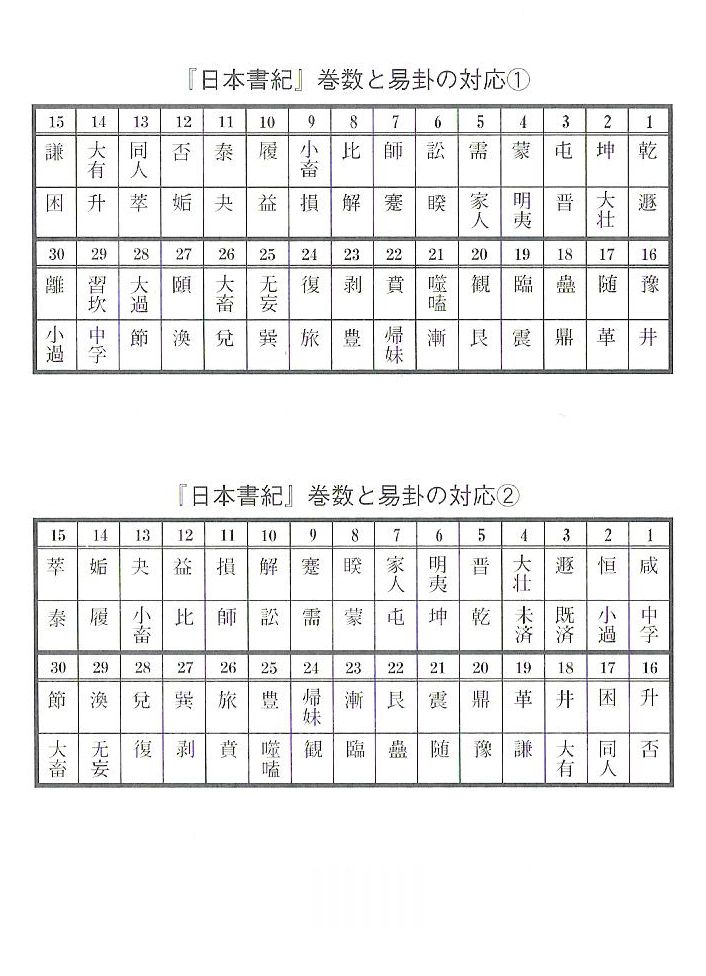 『日本書紀』巻数と易卦の対応①
15 14 13 12 11 10 9 8 7 6 5 4 3 2 1
謙 大有 同人 否 泰 履 小畜 比 師 訟 需 蒙 屯 坤 乾
困 升 萃 姤 夬 益 損 解 蹇 睽 家人 明夷 晋 大壮 遯
30 29 28 27 26 25 24 23 22 21 20 19 18 17 16
離 習坎 大過 頤 大畜 无妄 復 剥 賁 噬嗑 観 臨 蠱 随 豫
小過 中孚 節 渙 兌 巽 旅 豊 帰妹 漸 艮 震 鼎 革 井
『日本書紀』巻数と易卦の対応②
15 14 13 12 11 10 9 8 7 6 5 4 3 2 1
萃 姤 夬 益 損 解 蹇 睽 家人 明夷 晋 大壮 遯 恒 咸
泰 履 小畜 比 師 訟 需 蒙 屯 坤 乾 未済 既済 小過 中孚
30 29 28 27 26 25 24 23 22 21 20 19 18 17 16
節 渙 兌 巽 旅 豊 帰妹 漸 艮 震 鼎 革 井 困 升
大畜 无妄 復 剥 賁 噬嗑 観 臨 蠱 随 豫 謙 大有 同人 否